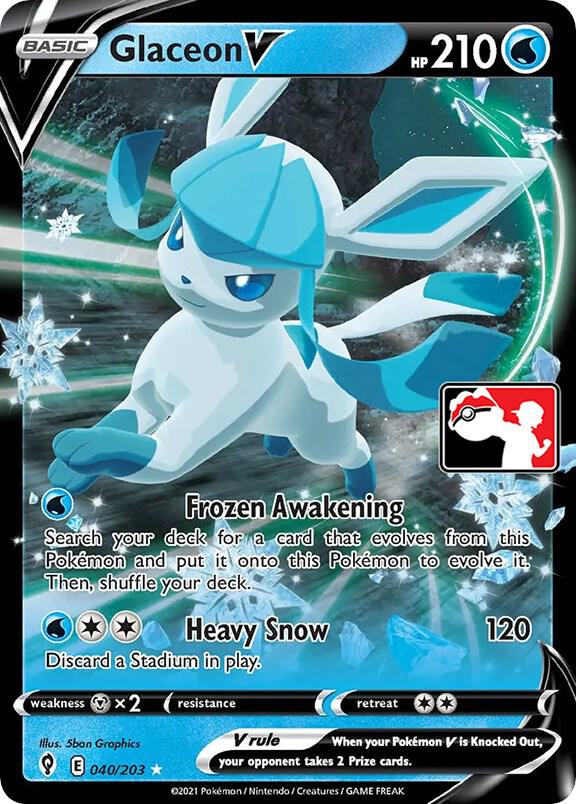 BASIC Glaceon V HP 210
Frozen Awakening
Search your deck for a card that evolves from this
Pokémon and put it onto this Pokémon to evolve it.
Then, shuffle your deck.
Heavy Snow 120
Discard a Stadium in play.
weakness ×2 resistance retreat
Illus. 5ban Graphics
V rule When your Pokémon V is Knocked Out,
your opponent takes 2 Prize cards.
E 040/203
©2021 Pokémon / Nintendo / Creatures / GAME FREAK